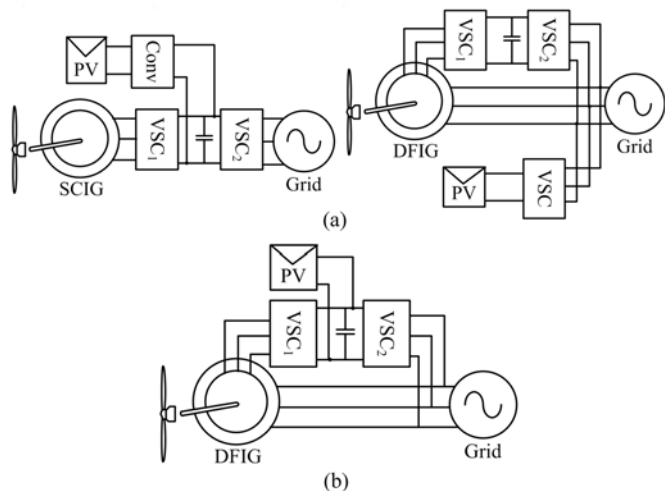 PV
Conv
VSC₁
VSC₂
SCIG
Grid
VSC₁
VSC₂
DFIG
Grid
PV
VSC
(a)
PV
VSC₁
VSC₂
DFIG
Grid
(b)